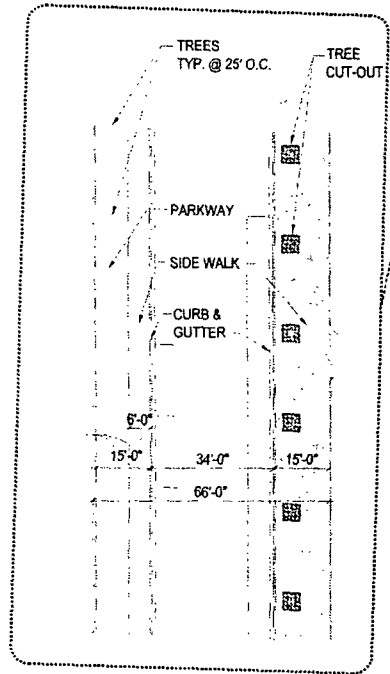 TREES
TYP. @ 25' O.C.
TREE
CUT-OUT
PARKWAY
SIDE WALK
CURB &
GUTTER
6'-0"
15'-0"
34'-0"
15'-0"
66'-0"